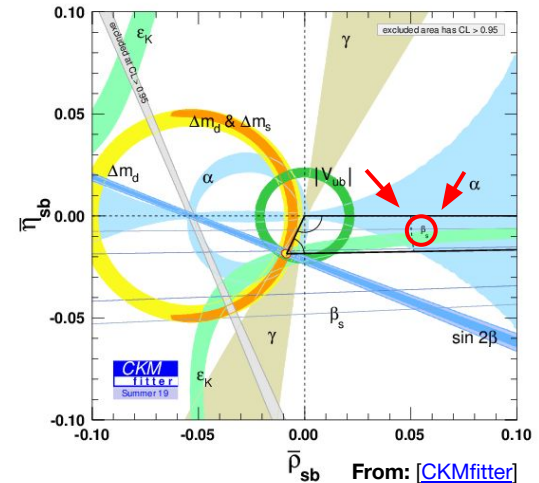 excluded area has CL > 0.95
excluded at CL > 0.95
ε_K
γ
Δm_d & Δm_s
Δm_d
α
|V_ub|
α
β_s
β_s
sin 2β
γ
ε_K
CKM
fitter
Summer 19
η̄_sb
0.10
0.05
0.00
-0.05
-0.10
-0.10
-0.05
0.00
0.05
0.10
ρ̄_sb
From: [CKMfitter]